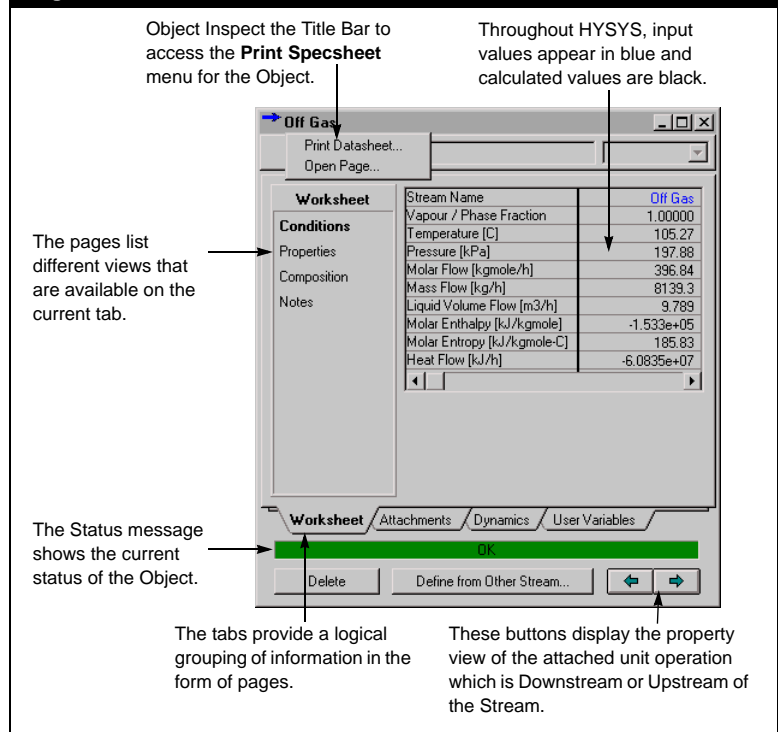 Object Inspect the Title Bar to
access the Print Specsheet
menu for the Object.
Throughout HYSYS, input
values appear in blue and
calculated values are black.
Off Gas
Print Datasheet...
Open Page...
The pages list
different views that
are available on the
current tab.
Worksheet
Conditions
Properties
Composition
Notes
Stream Name Off Gas
Vapour / Phase Fraction 1.00000
Temperature [C] 105.27
Pressure [kPa] 197.88
Molar Flow [kgmole/h] 396.84
Mass Flow [kg/h] 8139.3
Liquid Volume Flow [m3/h] 9.789
Molar Enthalpy [kJ/kgmole] -1.533e+05
Molar Entropy [kJ/kgmole-C] 185.83
Heat Flow [kJ/h] -6.0835e+07
Worksheet Attachments Dynamics User Variables
The Status message
shows the current
status of the Object.
OK
Delete Define from Other Stream...
The tabs provide a logical
grouping of information in the
form of pages.
These buttons display the property
view of the attached unit operation
which is Downstream or Upstream of
the Stream.